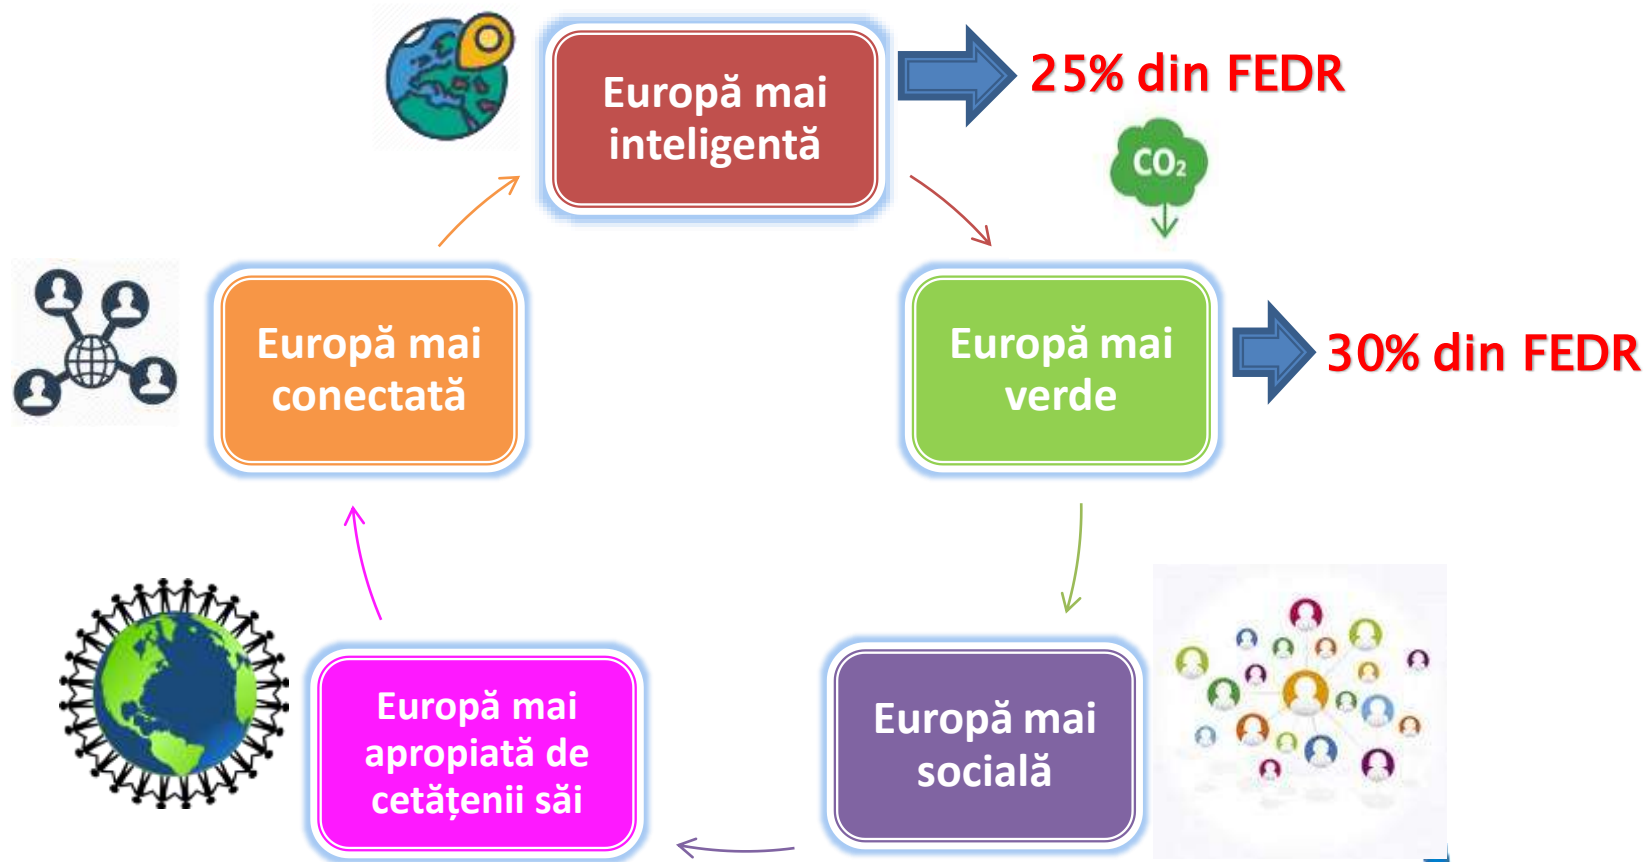 Europă mai
inteligentă
25% din FEDR
CO₂
Europă mai
verde
30% din FEDR
Europă mai
socială
Europă mai
apropiată de
cetățenii săi
Europă mai
conectată